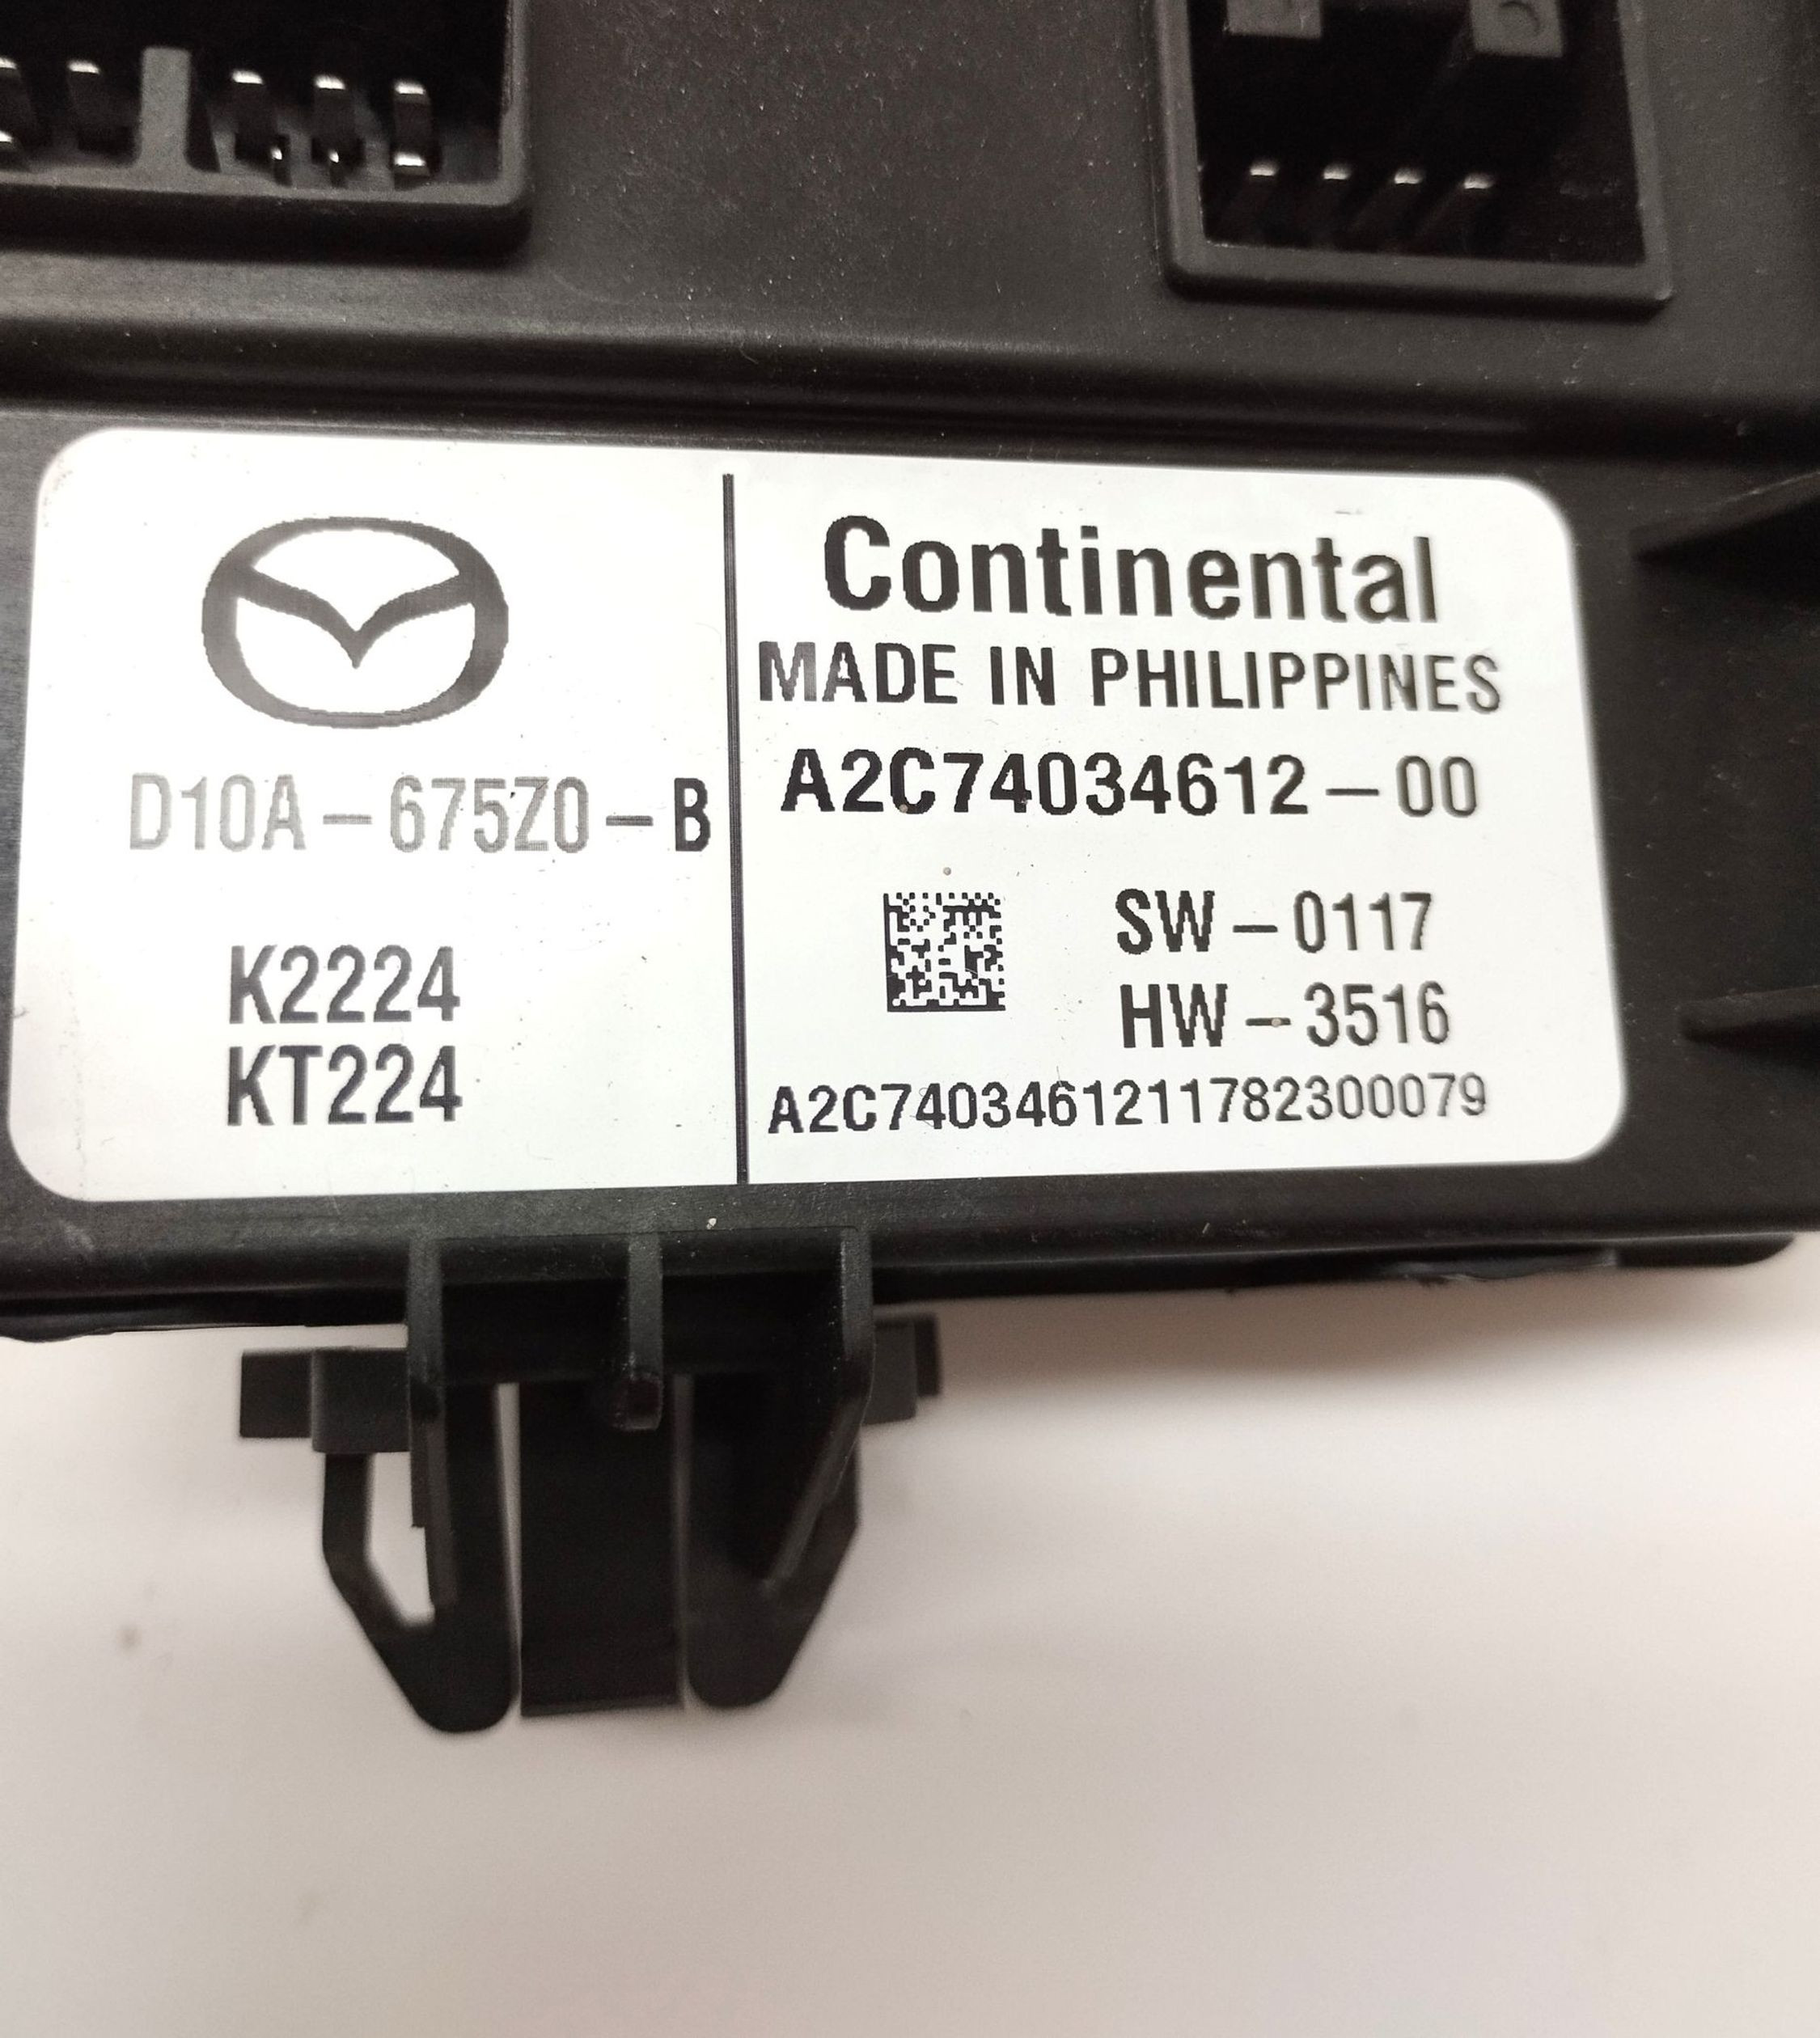 D10A-675Z0-B
K2224
KT224
Continental
MADE IN PHILIPPINES
A2C74034612-00
SW-0117
HW-3516
A2C7403461211782300079